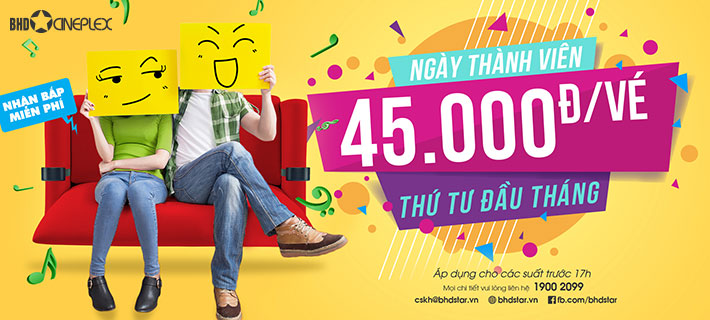 BHD CINEPLEX
NHẬN BẮP
MIỄN PHÍ
NGÀY THÀNH VIÊN
45.000Đ/VÉ
THỨ TƯ ĐẦU THÁNG
Áp dụng cho các suất trước 17h
Mọi chi tiết vui lòng liên hệ 1900 2099
cskh@bhdstar.vn bhdstar.vn fb.com/bhdstar